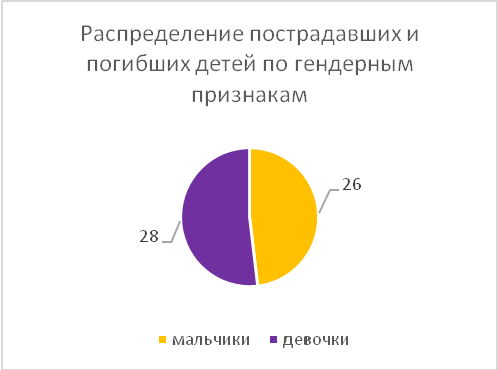 Распределение пострадавших и
погибших детей по гендерным
признакам
26
28
мальчики девочки